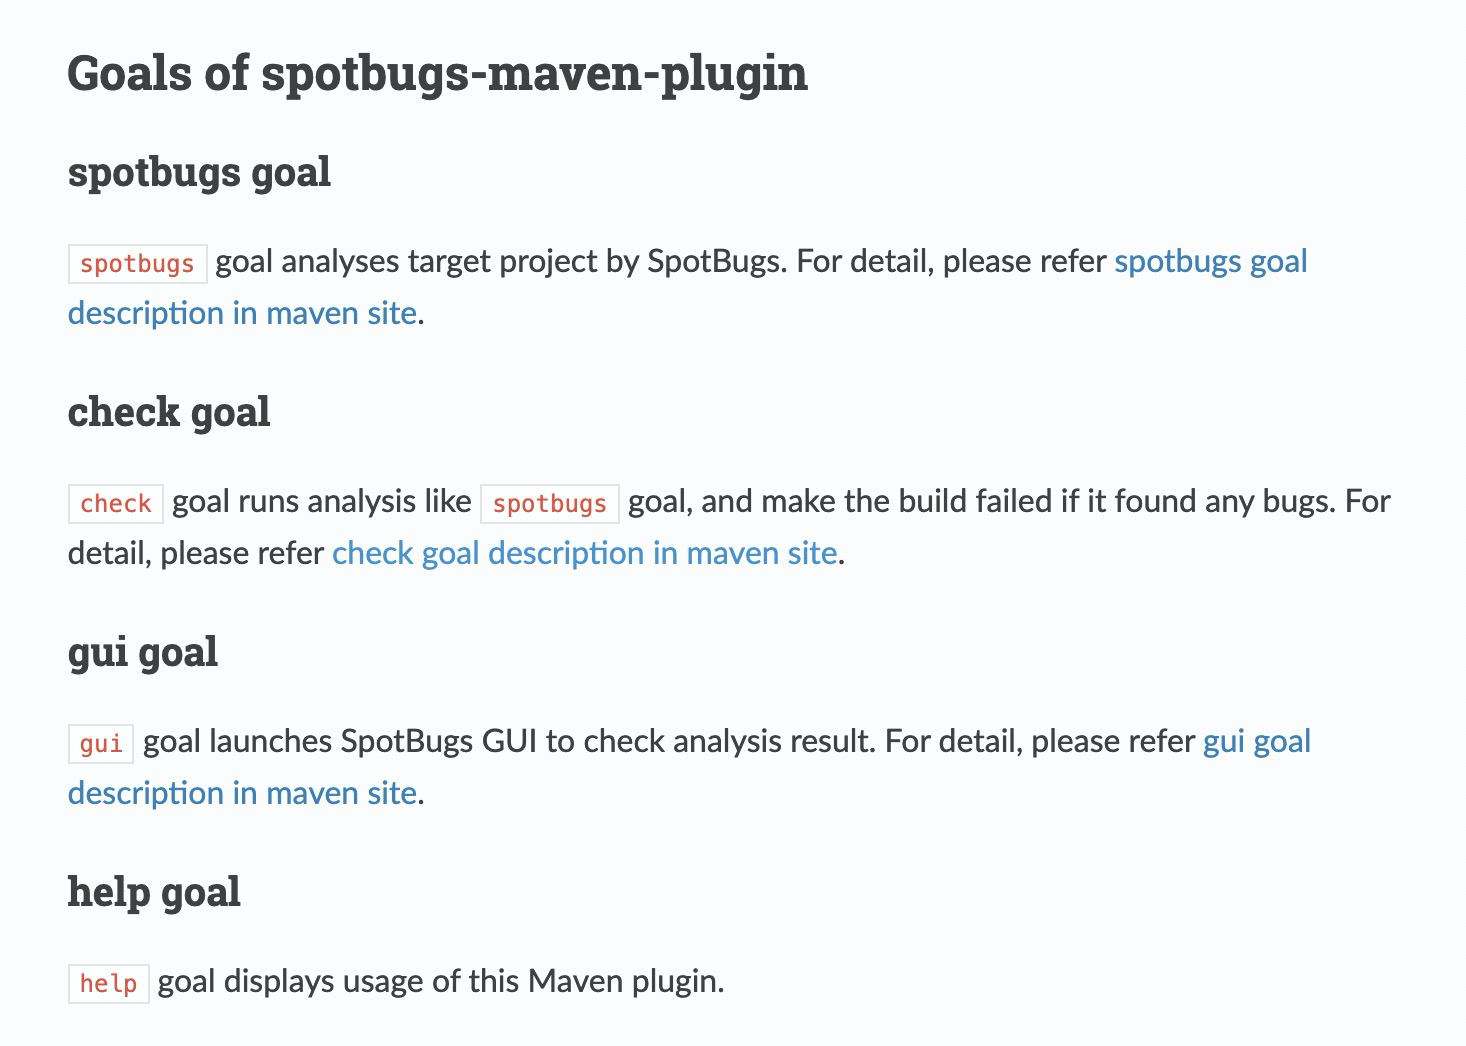 Goals of spotbugs-maven-plugin
spotbugs goal
spotbugs goal analyses target project by SpotBugs. For detail, please refer spotbugs goal
description in maven site.
check goal
check goal runs analysis like spotbugs goal, and make the build failed if it found any bugs. For
detail, please refer check goal description in maven site.
gui goal
gui goal launches SpotBugs GUI to check analysis result. For detail, please refer gui goal
description in maven site.
help goal
help goal displays usage of this Maven plugin.